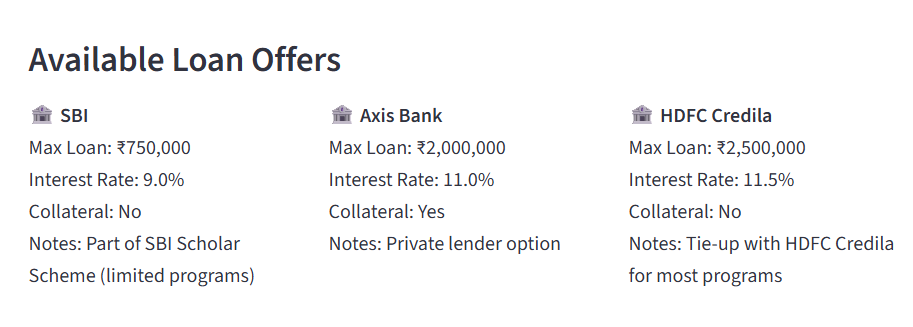 Available Loan Offers
SBI
Max Loan: ₹750,000
Interest Rate: 9.0%
Collateral: No
Notes: Part of SBI Scholar
Scheme (limited programs)
Axis Bank
Max Loan: ₹2,000,000
Interest Rate: 11.0%
Collateral: Yes
Notes: Private lender option
HDFC Credila
Max Loan: ₹2,500,000
Interest Rate: 11.5%
Collateral: No
Notes: Tie-up with HDFC Credila
for most programs